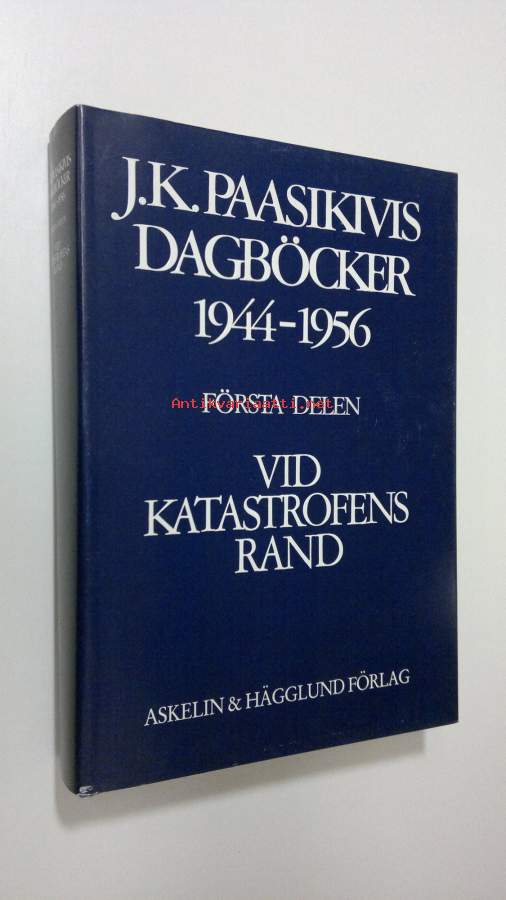 J.K. PAASIKIVIS
DAGBÖCKER
1944-1956
FÖRSTA DELEN
Antikvariaatti.net
VID
KATASTROFENS
RAND
ASKELIN & HÄGGLUND FÖRLAG